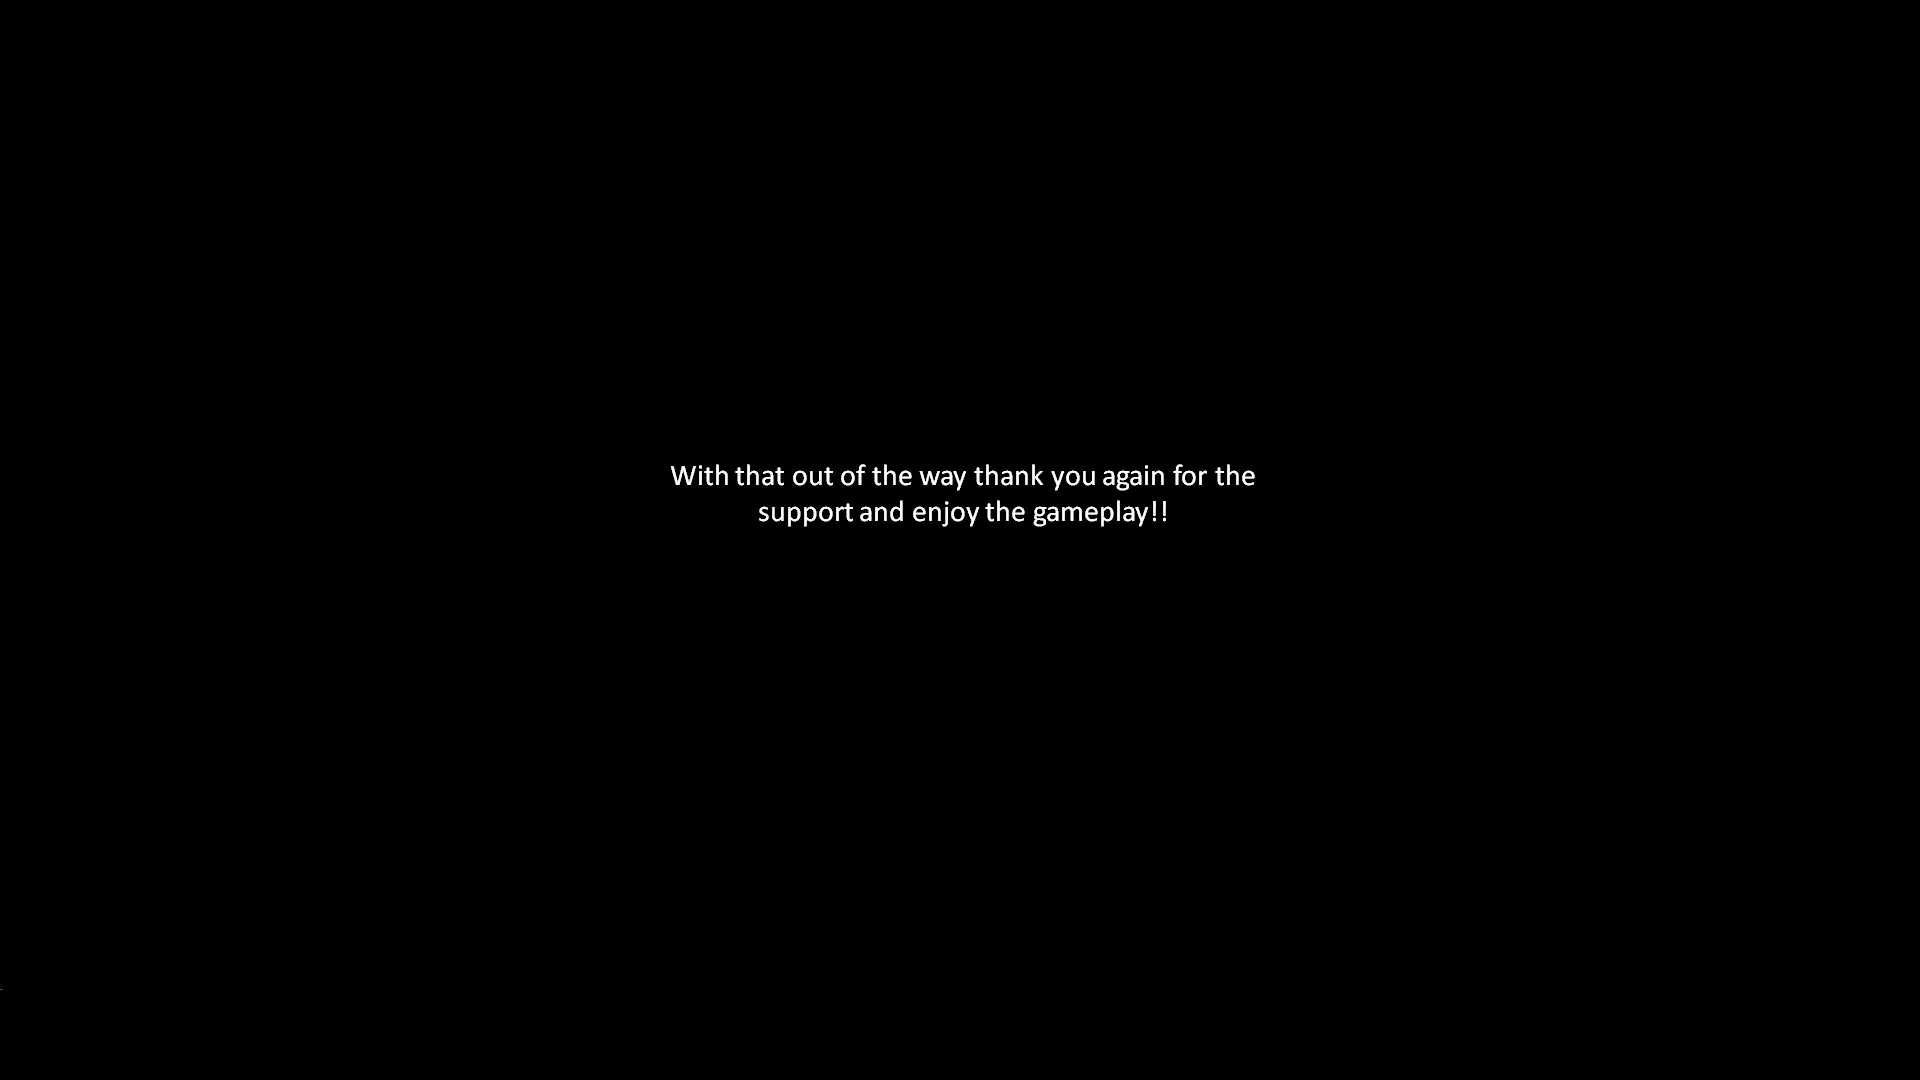 With that out of the way thank you again for the
support and enjoy the gameplay!!